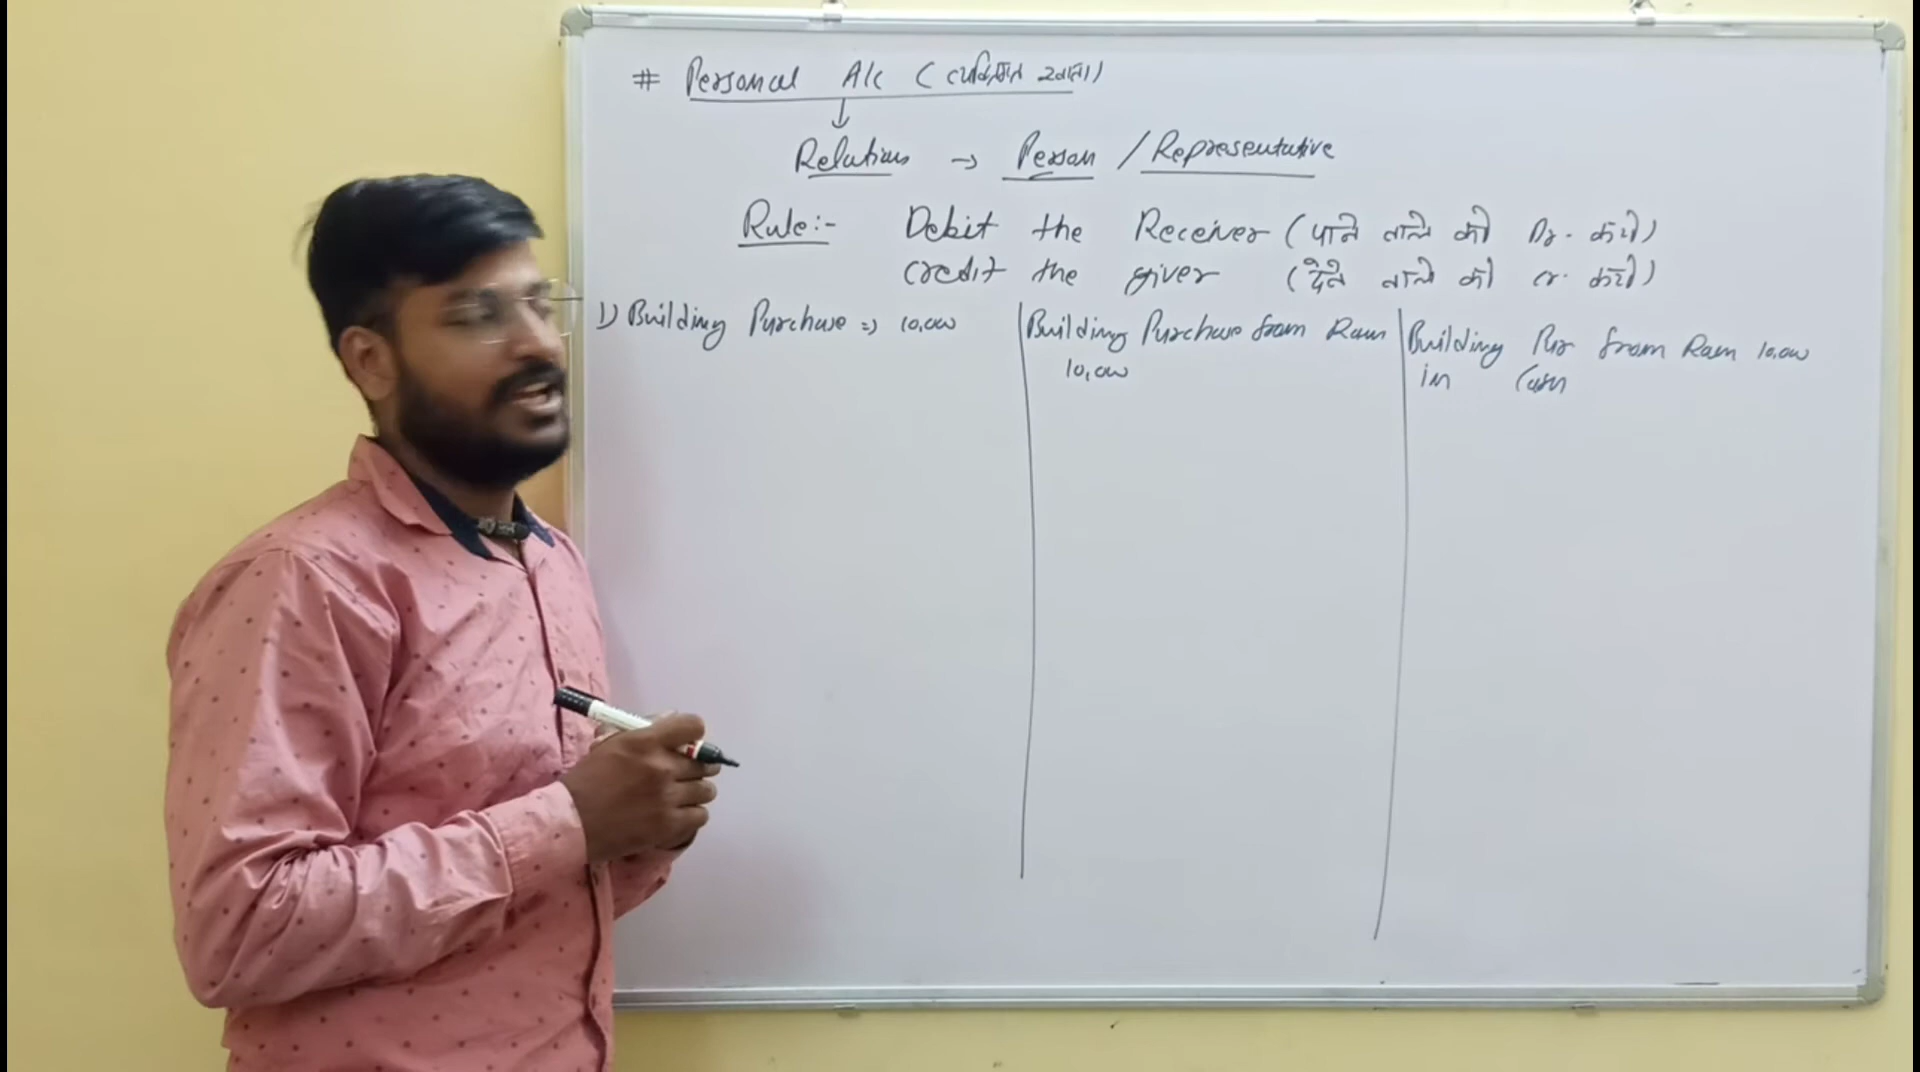 # Personal A/c (व्यक्तिगत खाता)
Relation → Person / Representative
Rule:- Debit the Receiver (पाने वाले को Dr. करो)
Credit the giver (देने वाले को Cr. करो)
1) Building Purchase => 10,000
Building Purchase from Ram
10,000
Building Pur from Ram 10,000
in Cash